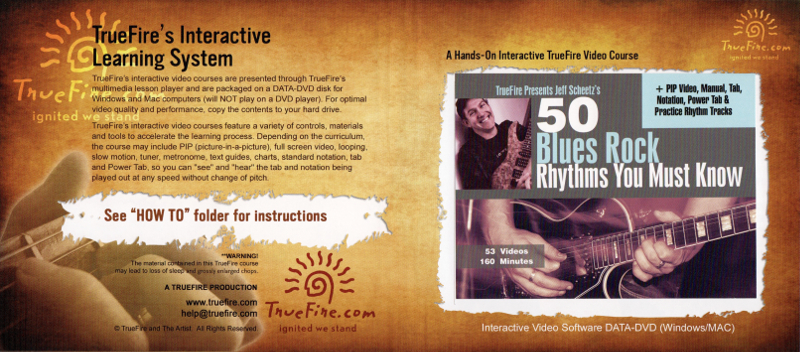 TrueFire's Interactive
Learning System
TrueFire.com
ignited we stand
TrueFire's interactive video courses are presented through TrueFire's
multimedia lesson player and are packaged on a DATA-DVD disk for
Windows and Mac computers (will NOT play on a DVD player). For optimal
video quality and performance, copy the contents to your hard drive.
TrueFire's interactive video courses feature a variety of controls, materials
and tools to accelerate the learning process. Depending on the curriculum,
the course may include PIP (picture-in-a-picture), full screen video, looping,
slow motion, tuner, metronome, text guides, charts, standard notation, tab
and Power Tab, so you can "see" and "hear" the tab and notation being
played out at any speed without change of pitch.
See "HOW TO" folder for instructions
**WARNING!
The material contained in this TrueFire course
may lead to loss of sleep and grossly enlarged chops.
A TRUEFIRE PRODUCTION
www.truefire.com
help@truefire.com
© TrueFire and The Artist. All Rights Reserved.
TrueFire.com
ignited we stand
A Hands-On Interactive TrueFire Video Course
TrueFire.com
ignited we stand
TrueFire Presents Jeff Scheetz's
50
Blues Rock
Rhythms You Must Know
+ PIP Video, Manual, Tab,
Notation, Power Tab &
Practice Rhythm Tracks
53 Videos
160 Minutes
Interactive Video Software DATA-DVD (Windows/MAC)